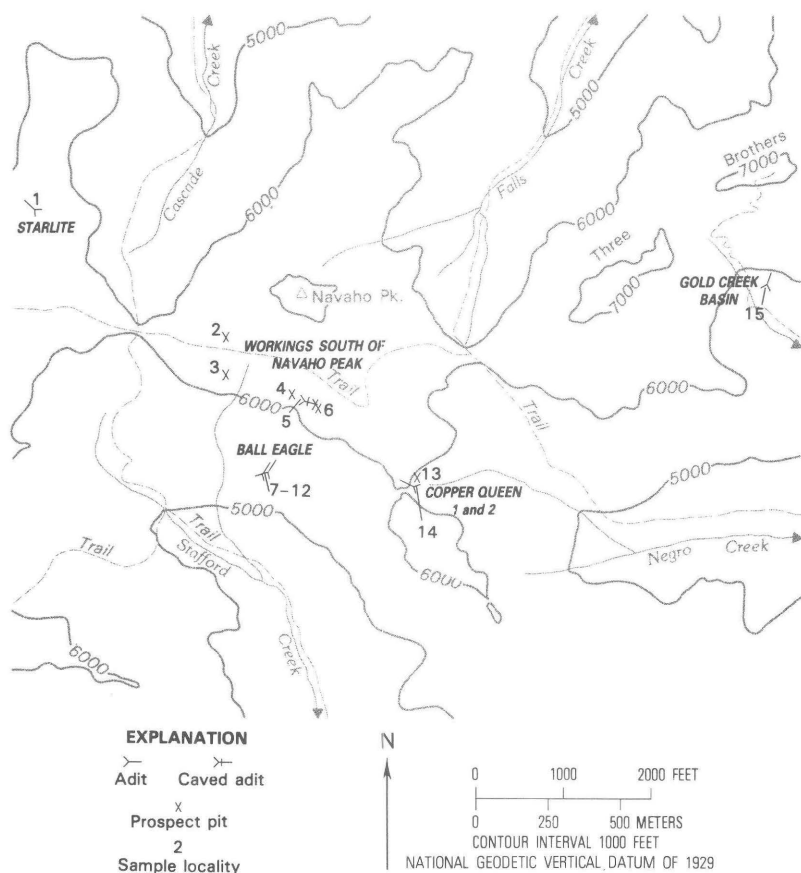 5000
Creek
Cascade
6000
1
STARLITE
Creek
5000
Falls
6000
Brothers
7000
Three
7000
GOLD CREEK
BASIN
15
Navaho Pk.
2
WORKINGS SOUTH OF
NAVAHO PEAK
Trail
3
4
6
6000
5
6000
Trail
BALL EAGLE
7–12
5000
13
COPPER QUEEN
1 and 2
14
5000
Trail
Stafford
Trail
6000
Negro Creek
Creek
6000
EXPLANATION
Adit Caved adit
Prospect pit
2
Sample locality
N
0 1000 2000 FEET
0 250 500 METERS
CONTOUR INTERVAL 1000 FEET
NATIONAL GEODETIC VERTICAL DATUM OF 1929